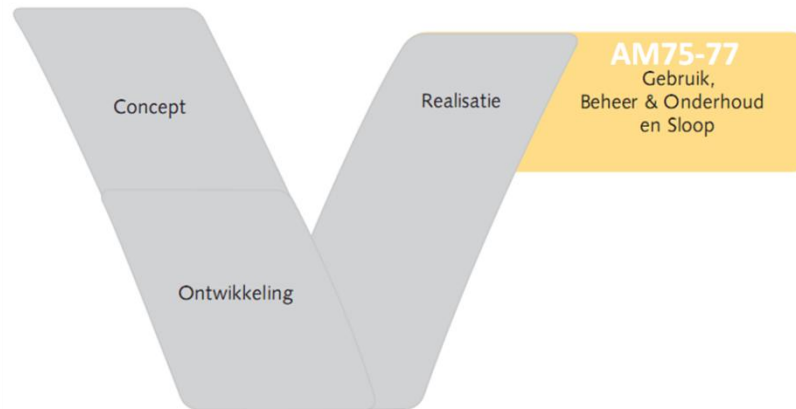 Concept
Ontwikkeling
Realisatie
AM75-77
Gebruik,
Beheer & Onderhoud
en Sloop